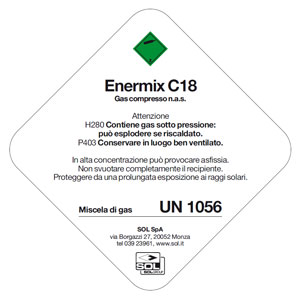 Enermix C18
Gas compresso n.a.s.
Attenzione
H280 Contiene gas sotto pressione:
può esplodere se riscaldato.
P403 Conservare in luogo ben ventilato.
In alta concentrazione può provocare asfissia.
Non svuotare completamente il recipiente.
Proteggere da una prolungata esposizione ai raggi solari.
Miscela di gas UN 1056
SOL SpA
via Borgazzi 27, 20052 Monza
tel 039 23961, www.sol.it
SOL
SOLGROUP